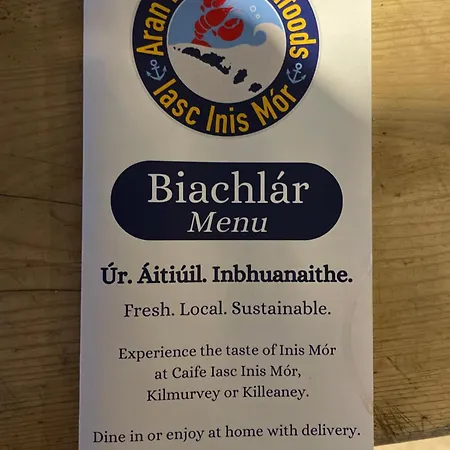 Aran
foods
Iasc Inis Mór
Biachlár
Menu
Úr. Áitiúil. Inbhuanaithe.
Fresh. Local. Sustainable.
Experience the taste of Inis Mór
at Caife Iasc Inis Mór,
Kilmurvey or Killeaney.
Dine in or enjoy at home with delivery.